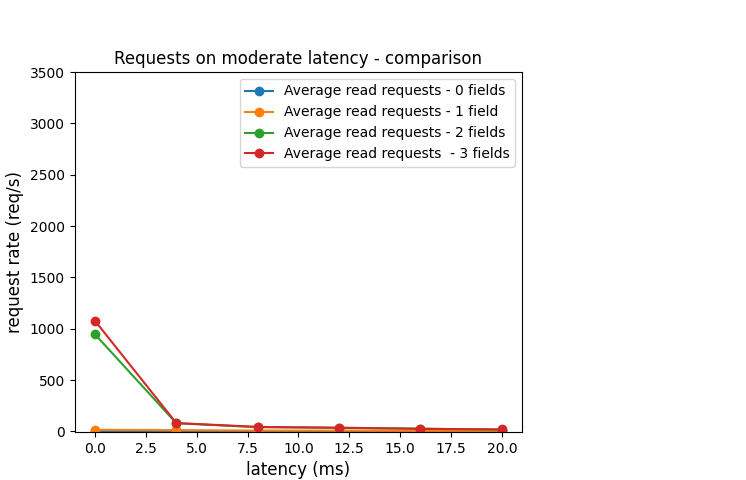 Requests on moderate latency - comparison
Average read requests - 0 fields
Average read requests - 1 field
Average read requests - 2 fields
Average read requests  - 3 fields
request rate (req/s)
3500
3000
2500
2000
1500
1000
500
0
0.0 2.5 5.0 7.5 10.0 12.5 15.0 17.5 20.0
latency (ms)